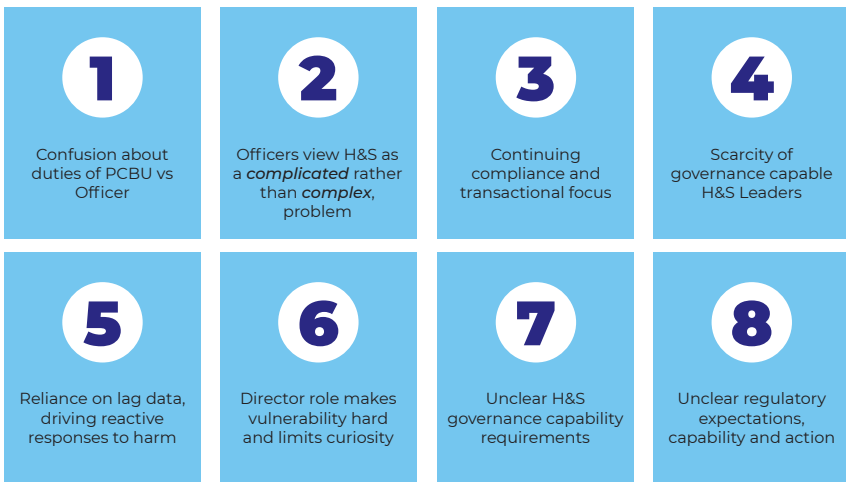 1
Confusion about
duties of PCBU vs
Officer
2
Officers view H&S as
a complicated rather
than complex,
problem
3
Continuing
compliance and
transactional focus
4
Scarcity of
governance capable
H&S Leaders
5
Reliance on lag data,
driving reactive
responses to harm
6
Director role makes
vulnerability hard
and limits curiosity
7
Unclear H&S
governance capability
requirements
8
Unclear regulatory
expectations,
capability and action